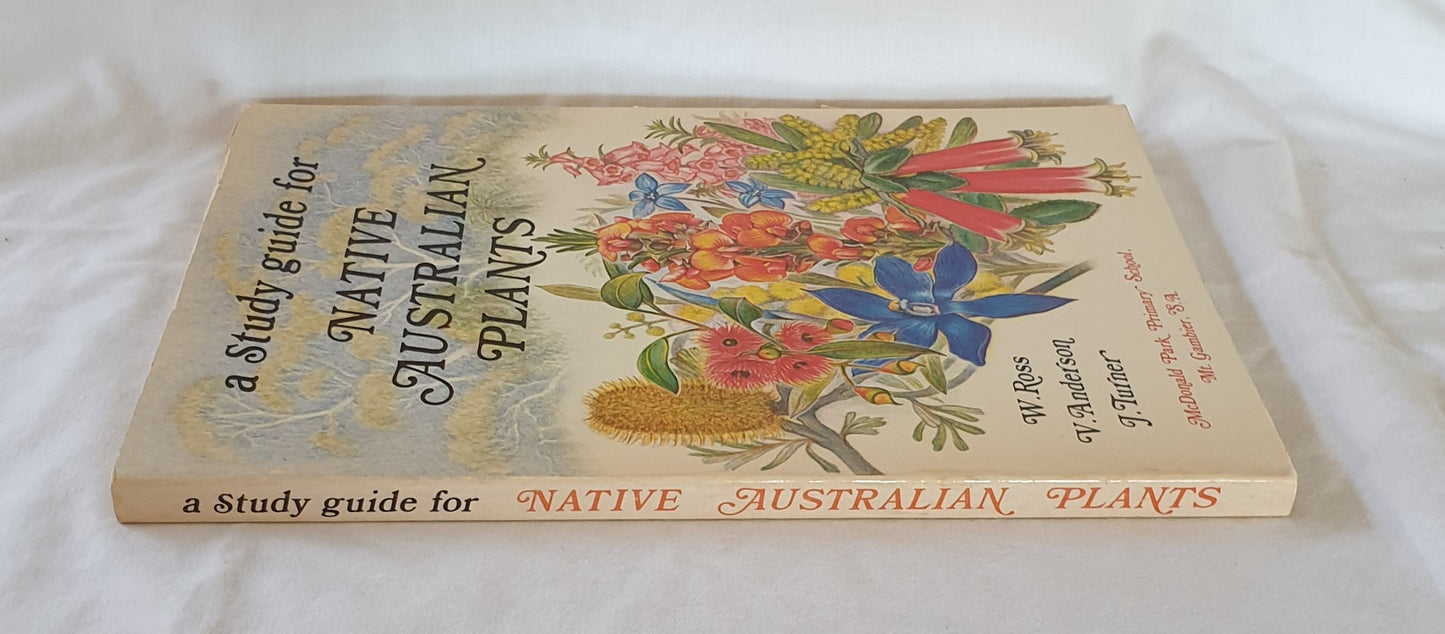 a Study guide for
NATIVE
AUSTRALIAN
PLANTS
W. Ross
V. Anderson
J. Turner
McDonald Park Primary School,
Mt. Gambier, S.A.
a Study guide for NATIVE AUSTRALIAN PLANTS